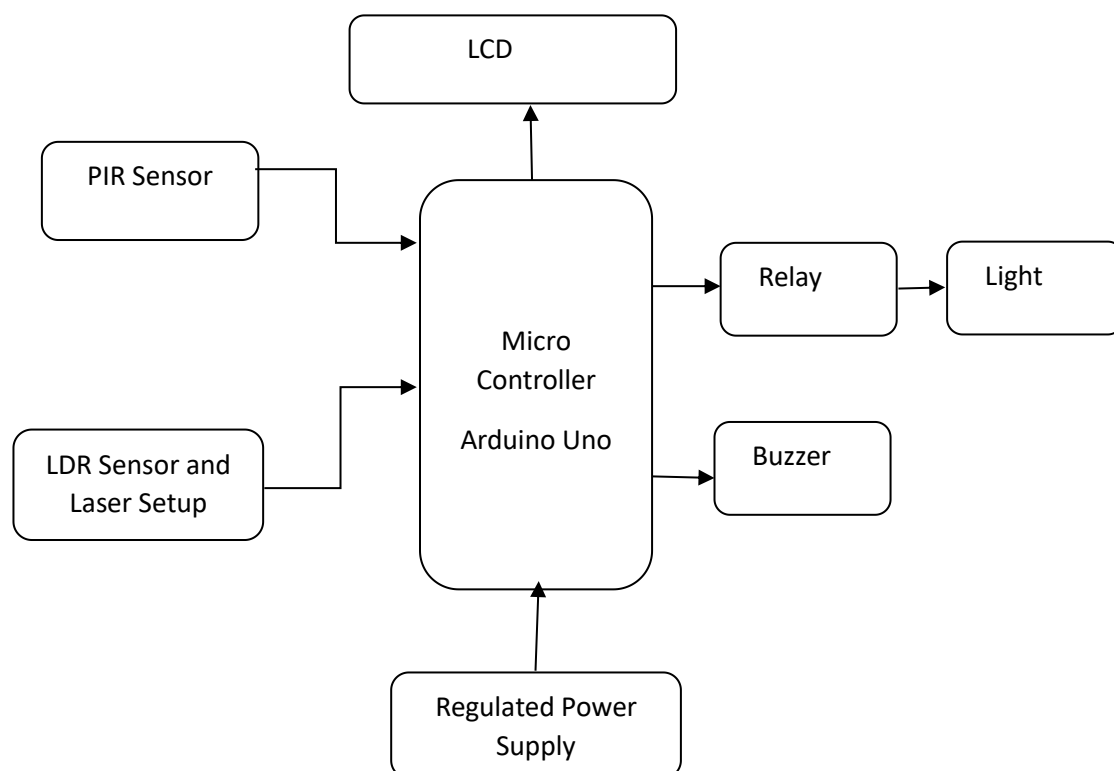 LCD
PIR Sensor
Relay
Light
Micro
Controller
Arduino Uno
LDR Sensor and
Laser Setup
Buzzer
Regulated Power
Supply